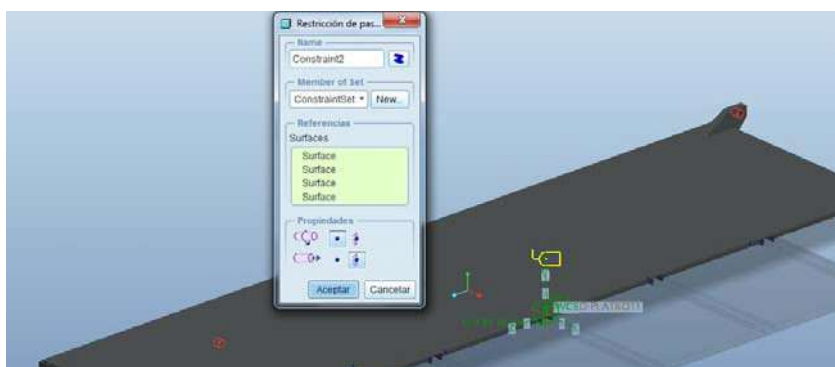 Restricción de pas...
Name
Constraint2
Member of Set
ConstraintSet
New...
Referencias
Surfaces
Surface
Surface
Surface
Surface
Propiedades
Aceptar
Cancelar